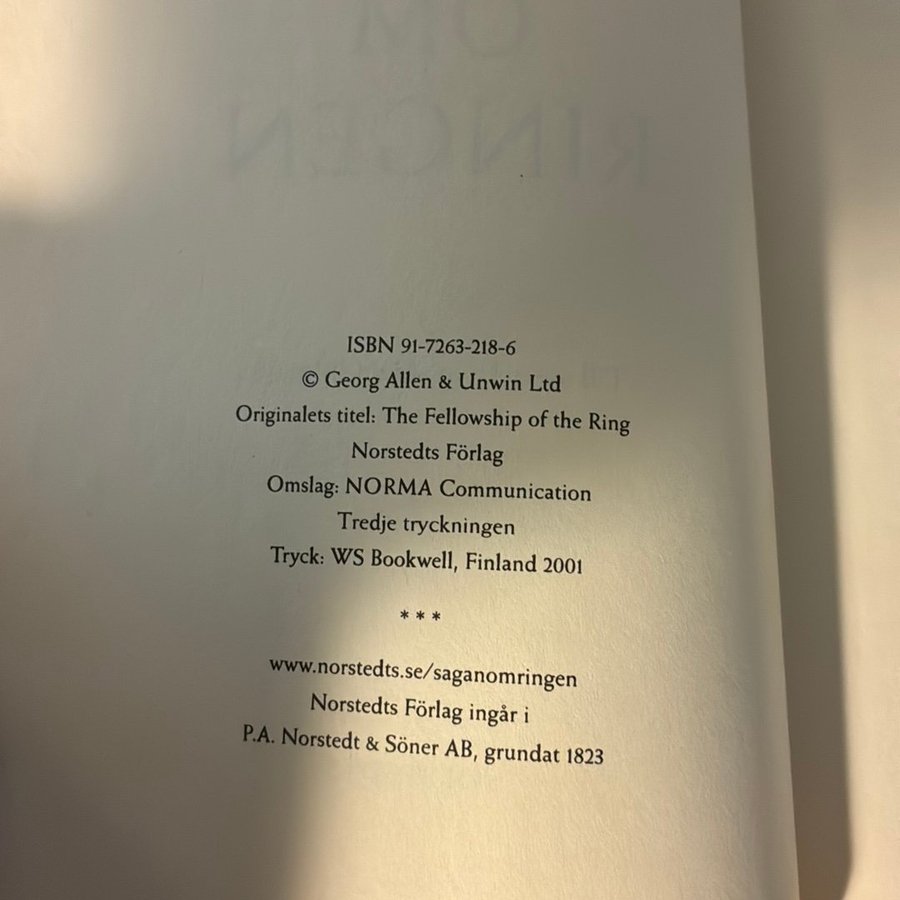 OM
RINGEN
ISBN 91-7263-218-6
© Georg Allen & Unwin Ltd
Originalets titel: The Fellowship of the Ring
Norstedts Förlag
Omslag: NORMA Communication
Tredje tryckningen
Tryck: WS Bookwell, Finland 2001
***
www.norstedts.se/saganomringen
Norstedts Förlag ingår i
P.A. Norstedt & Söner AB, grundat 1823